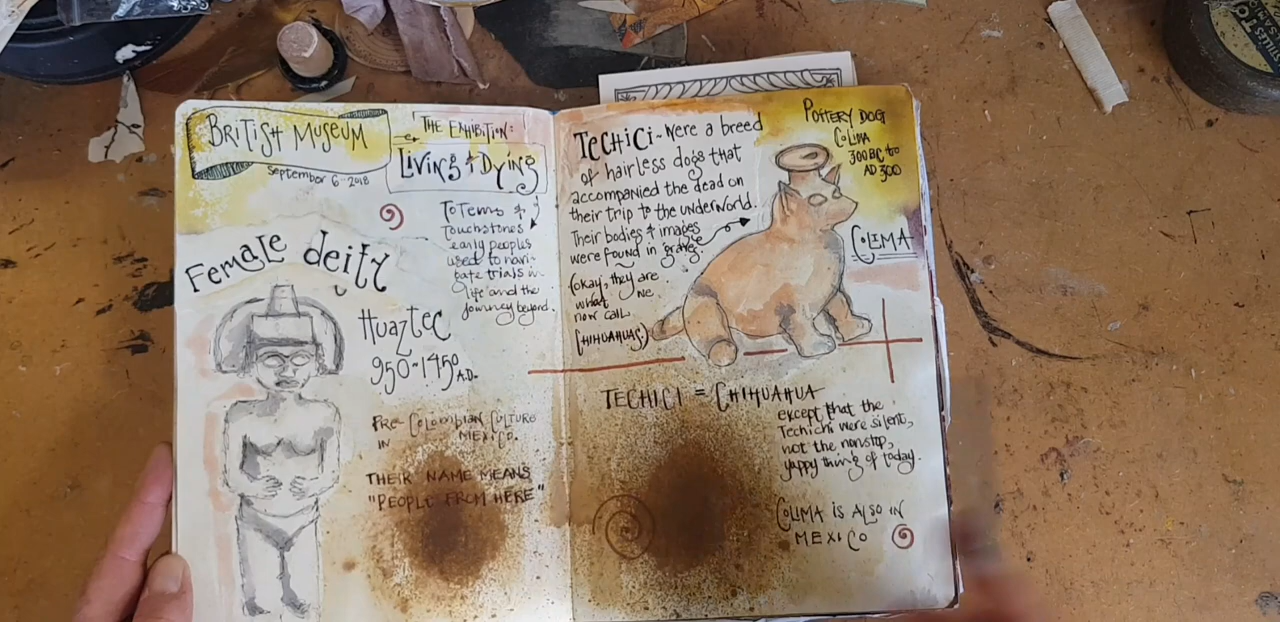 BRITISH MUSEUM
September 6-2018
THE EXHIBITION:
LIVING & DYING
TOTEMS &
Touchstones
early peoples
used to navi-
gate trials in
life and the
journey beyond.
Female deity
Huaztec
950-1450
A.D.
PRE-COLOMBIAN CULTURE
IN MEXICO.
THEIR NAME MEANS
"PEOPLE FROM HERE"
TECHICI - were a breed
of hairless dogs that
accompanied the dead on
their trip to the underworld.
Their bodies & images
were found in graves.
(okay, they are
what we
now call
CHIHUAHUAS.)
POTTERY DOG
COLIMA
300 BC to
AD 300
COLIMA
TECHICI = CHIHUAHUA
except that the
Techichi were silent,
not the nonstop,
yappy thing of today.
COLIMA IS ALSO IN
MEXICO